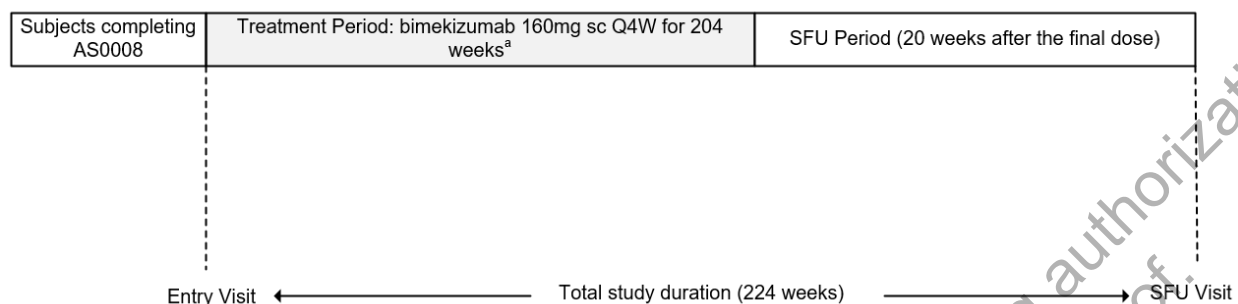 Subjects completing
AS0008
Treatment Period: bimekizumab 160mg sc Q4W for 204
weeksᵃ
SFU Period (20 weeks after the final dose)
Entry Visit
Total study duration (224 weeks)
SFU Visit
of.